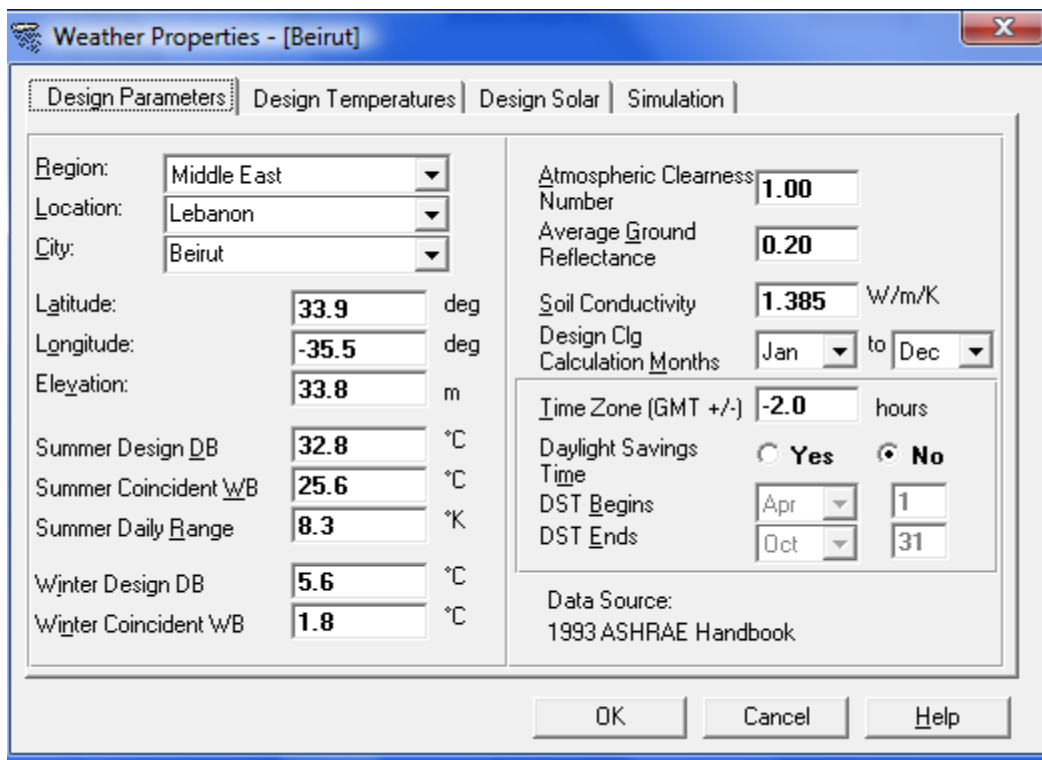 Weather Properties - [Beirut]
Design Parameters Design Temperatures Design Solar Simulation
Region: Middle East
Location: Lebanon
City: Beirut
Latitude: 33.9 deg
Longitude: -35.5 deg
Elevation: 33.8 m
Summer Design DB 32.8 °C
Summer Coincident WB 25.6 °C
Summer Daily Range 8.3 °K
Winter Design DB 5.6 °C
Winter Coincident WB 1.8 °C
Atmospheric Clearness
Number 1.00
Average Ground
Reflectance 0.20
Soil Conductivity 1.385 W/m/K
Design Clg
Calculation Months Jan to Dec
Time Zone (GMT +/-) -2.0 hours
Daylight Savings
Time Yes No
DST Begins Apr 1
DST Ends Oct 31
Data Source:
1993 ASHRAE Handbook
OK Cancel Help